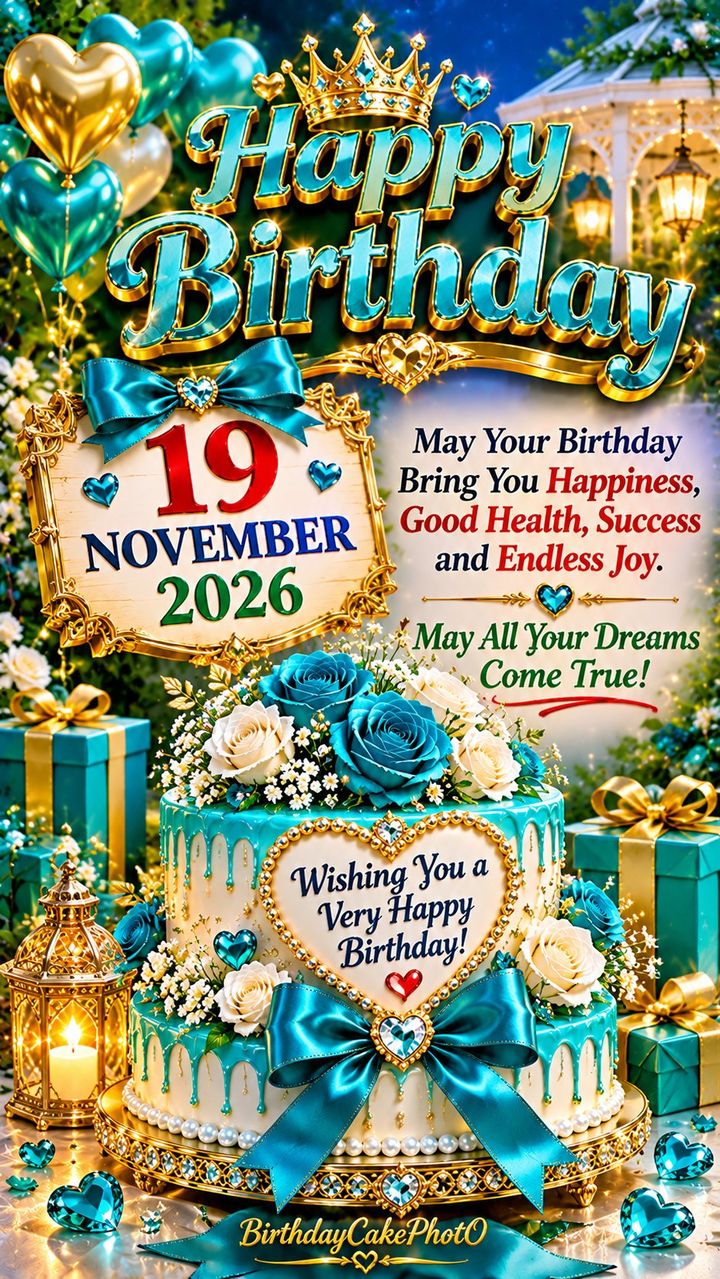 Happy
Birthday
19
NOVEMBER
2026
May Your Birthday
Bring You Happiness,
Good Health, Success
and Endless Joy.
May All Your Dreams
Come True!
Wishing You a
Very Happy
Birthday!
BirthdayCakePhotO